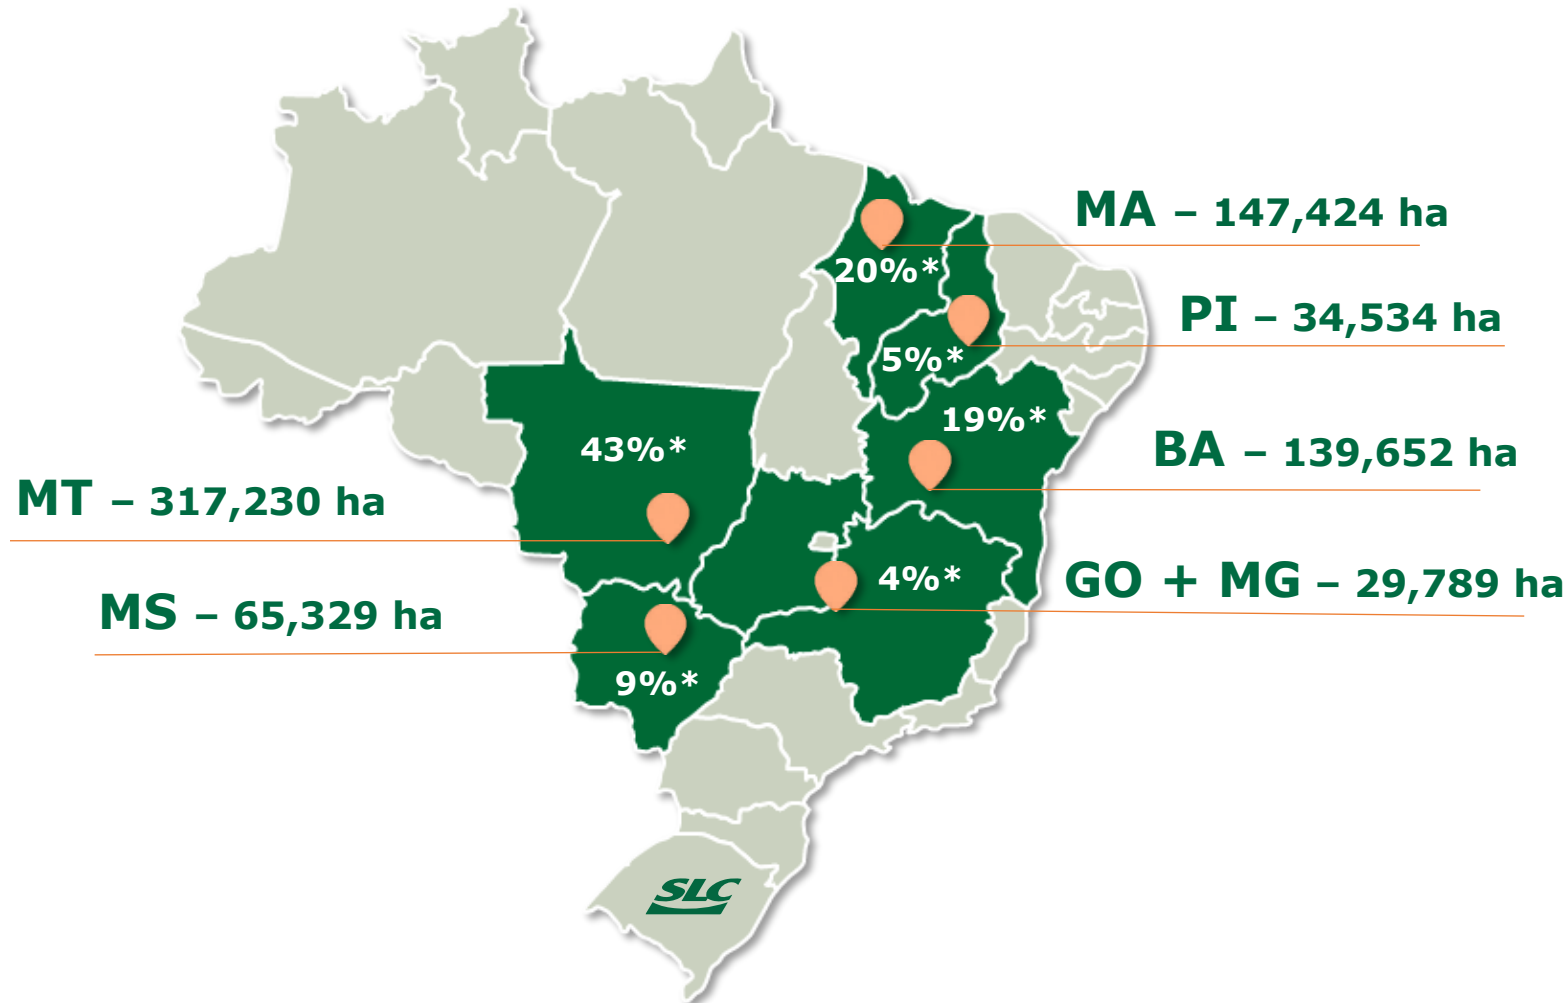 MA – 147,424 ha
20%*
PI – 34,534 ha
5%*
19%*
BA – 139,652 ha
43%*
MT – 317,230 ha
4%*
GO + MG – 29,789 ha
MS – 65,329 ha
9%*
SLC